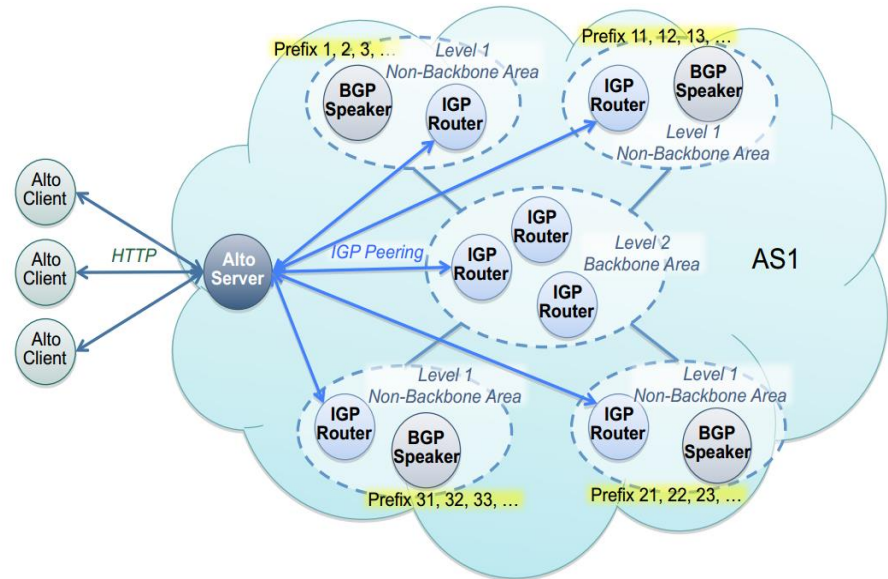 Prefix 1, 2, 3, …
Level 1
Non-Backbone Area
BGP
Speaker
IGP
Router
Prefix 11, 12, 13, …
IGP
Router
BGP
Speaker
Level 1
Non-Backbone Area
Alto
Client
Alto
Client
Alto
Client
HTTP
Alto
Server
IGP Peering
IGP
Router
IGP
Router
IGP
Router
Level 2
Backbone Area
AS1
Level 1
Non-Backbone Area
IGP
Router
BGP
Speaker
Prefix 31, 32, 33, …
Level 1
Non-Backbone Area
IGP
Router
BGP
Speaker
Prefix 21, 22, 23, …